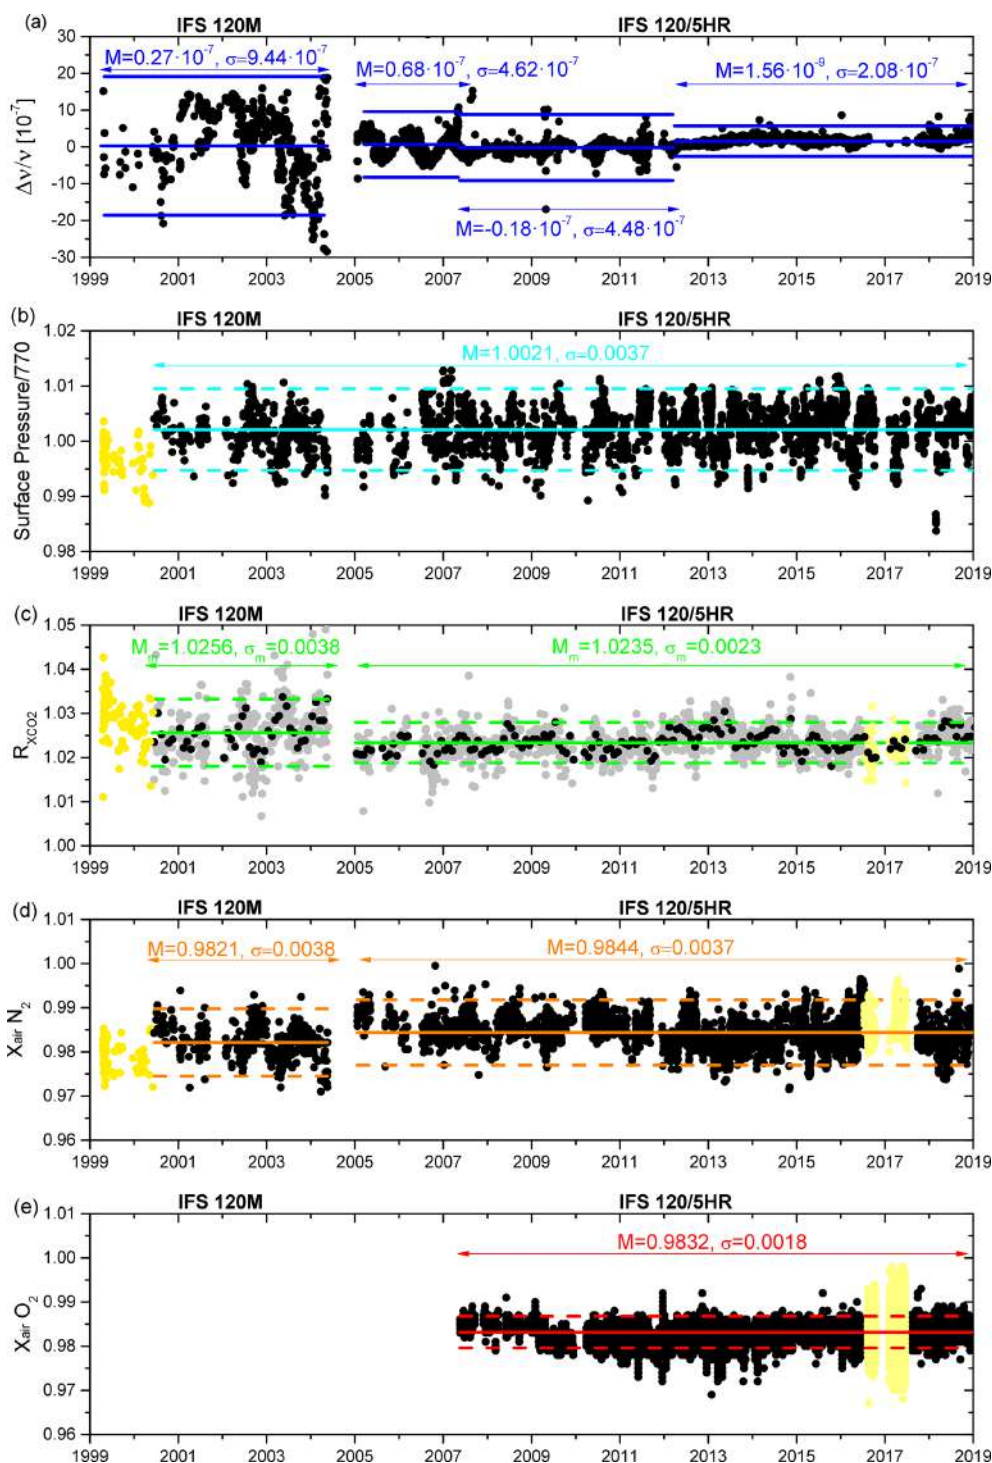 (a) IFS 120M IFS 120/5HR
M=0.27·10⁻⁷, σ=9.44·10⁻⁷
M=0.68·10⁻⁷, σ=4.62·10⁻⁷
M=1.56·10⁻⁹, σ=2.08·10⁻⁷
M=-0.18·10⁻⁷, σ=4.48·10⁻⁷
Δν/ν [10⁻⁷]
30
20
10
0
-10
-20
-30
1999 2001 2003 2005 2007 2009 2011 2013 2015 2017 2019
(b) IFS 120M IFS 120/5HR
M=1.0021, σ=0.0037
Surface Pressure/770
1.02
1.01
1.00
0.99
0.98
1999 2001 2003 2005 2007 2009 2011 2013 2015 2017 2019
(c) IFS 120M IFS 120/5HR
Mₘ=1.0256, σₘ=0.0038
Mₘ=1.0235, σₘ=0.0023
R_XCO2
1.05
1.04
1.03
1.02
1.01
1.00
1999 2001 2003 2005 2007 2009 2011 2013 2015 2017 2019
(d) IFS 120M IFS 120/5HR
M=0.9821, σ=0.0038
M=0.9844, σ=0.0037
Xair N₂
1.01
1.00
0.99
0.98
0.97
0.96
1999 2001 2003 2005 2007 2009 2011 2013 2015 2017 2019
(e) IFS 120M IFS 120/5HR
M=0.9832, σ=0.0018
Xair O₂
1.01
1.00
0.99
0.98
0.97
0.96
1999 2001 2003 2005 2007 2009 2011 2013 2015 2017 2019